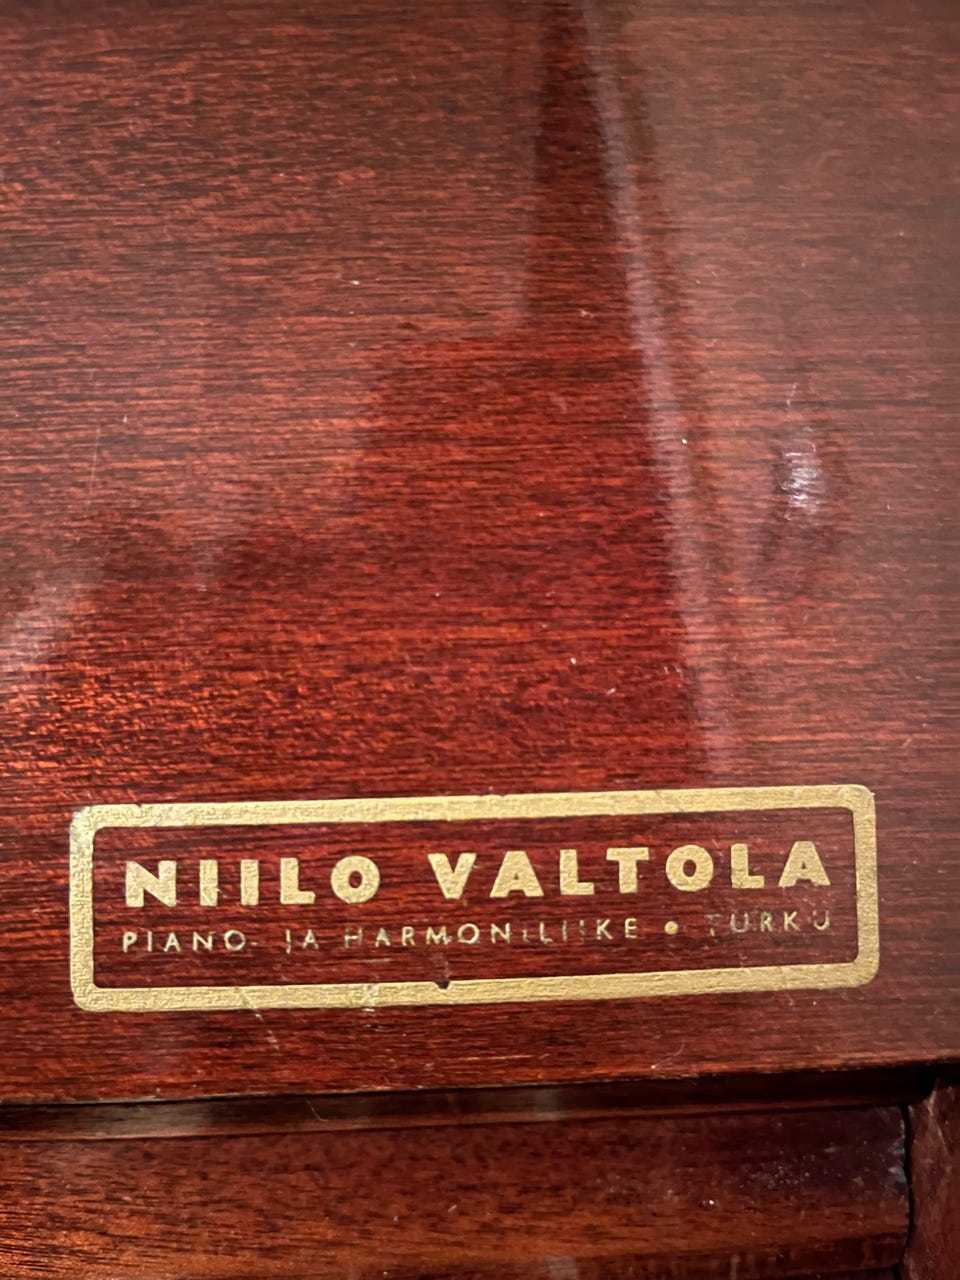 NIILO VALTOLA
PIANO- JA HARMONILIIKE • TURKU